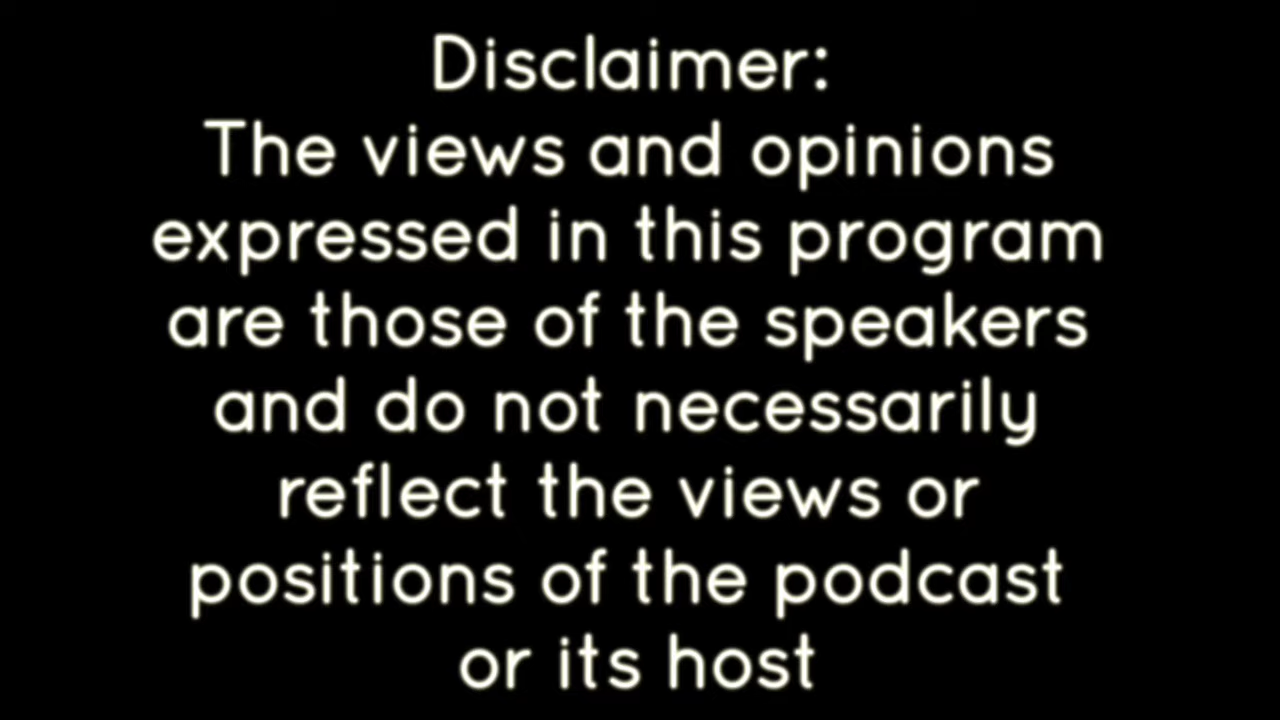 Disclaimer:
The views and opinions
expressed in this program
are those of the speakers
and do not necessarily
reflect the views or
positions of the podcast
or its host